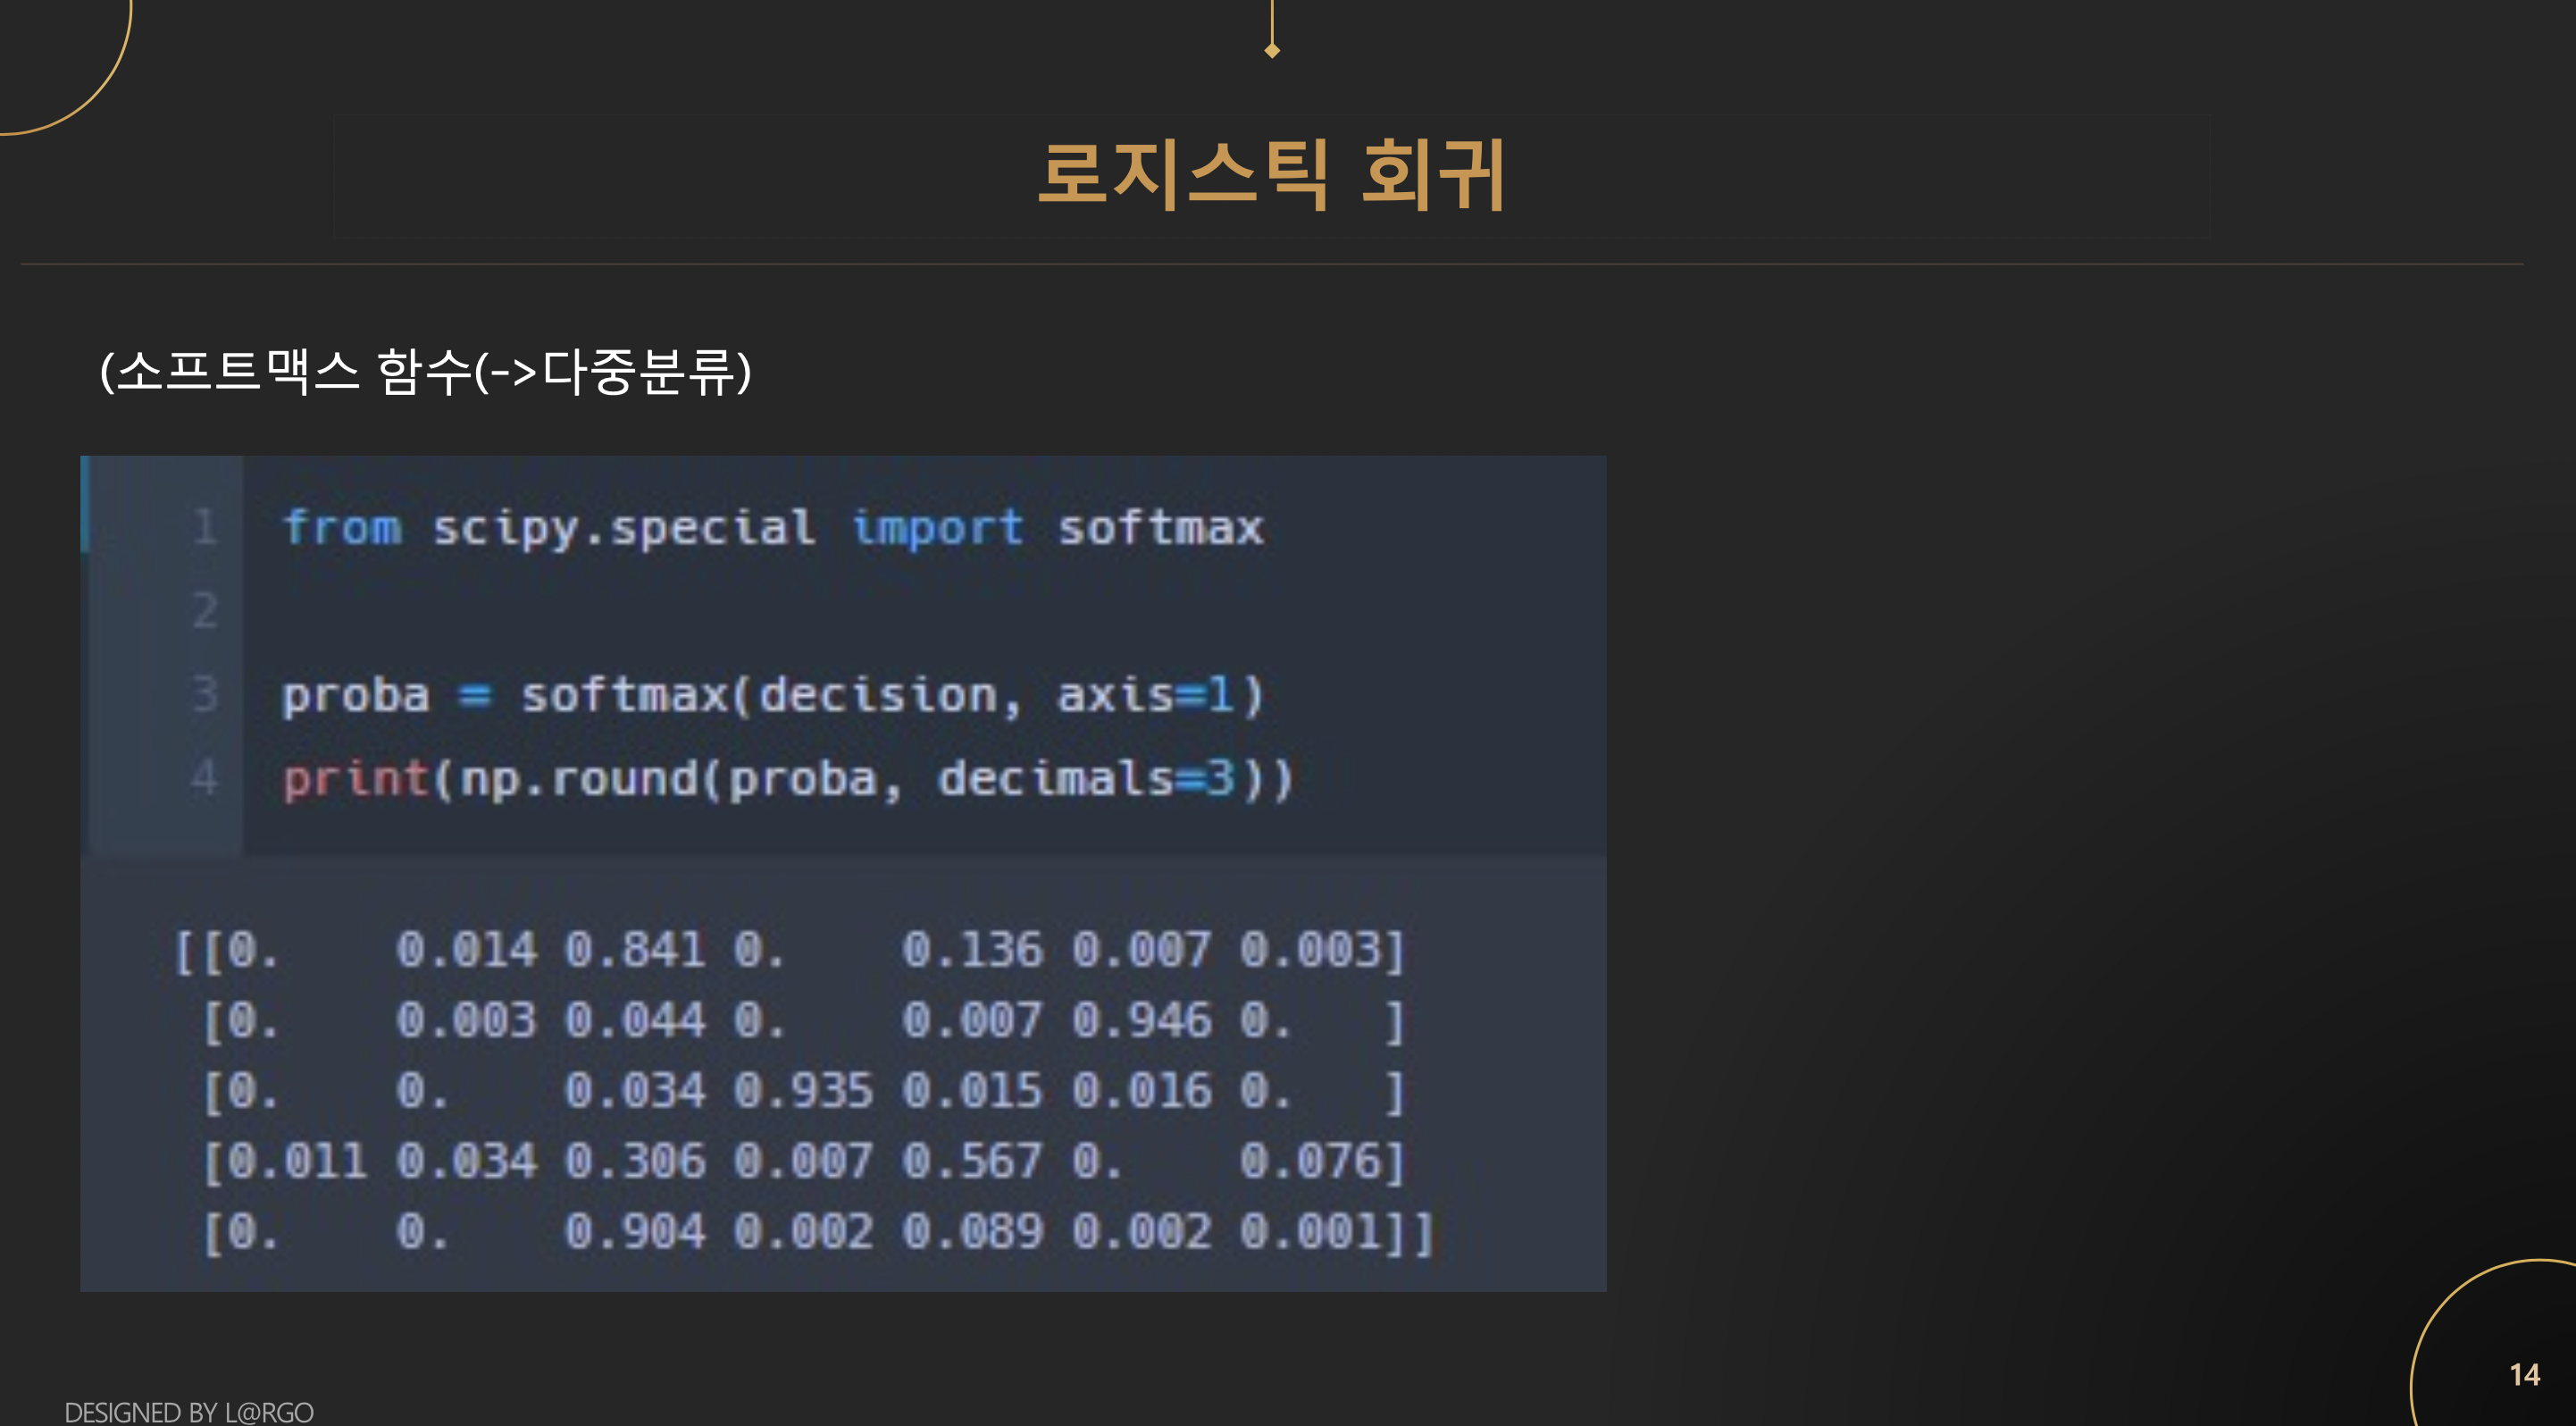 로지스틱 회귀
(소프트맥스 함수(->다중분류)
1 from scipy.special import softmax
2
3 proba = softmax(decision, axis=1)
4 print(np.round(proba, decimals=3))
[[0.    0.014 0.841 0.    0.136 0.007 0.003]
 [0.    0.003 0.044 0.    0.007 0.946 0.   ]
 [0.    0.    0.034 0.935 0.015 0.016 0.   ]
 [0.011 0.034 0.306 0.007 0.567 0.    0.076]
 [0.    0.    0.904 0.002 0.089 0.002 0.001]]
14
DESIGNED BY L@RGO